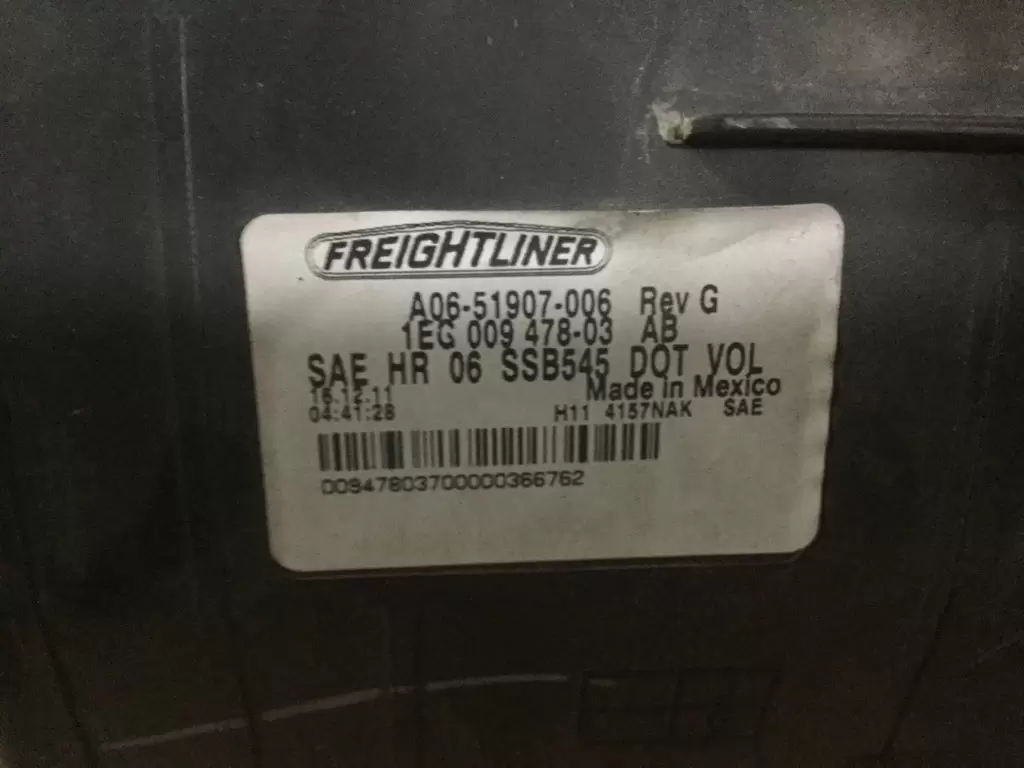 FREIGHTLINER
A06-51907-006 Rev G
1EG 009 478-03 AB
SAE HR 06 SSB545 DOT VOL
16.12.11 Made in Mexico
04:41:28 H11 4157NAK SAE
00947803700000366762